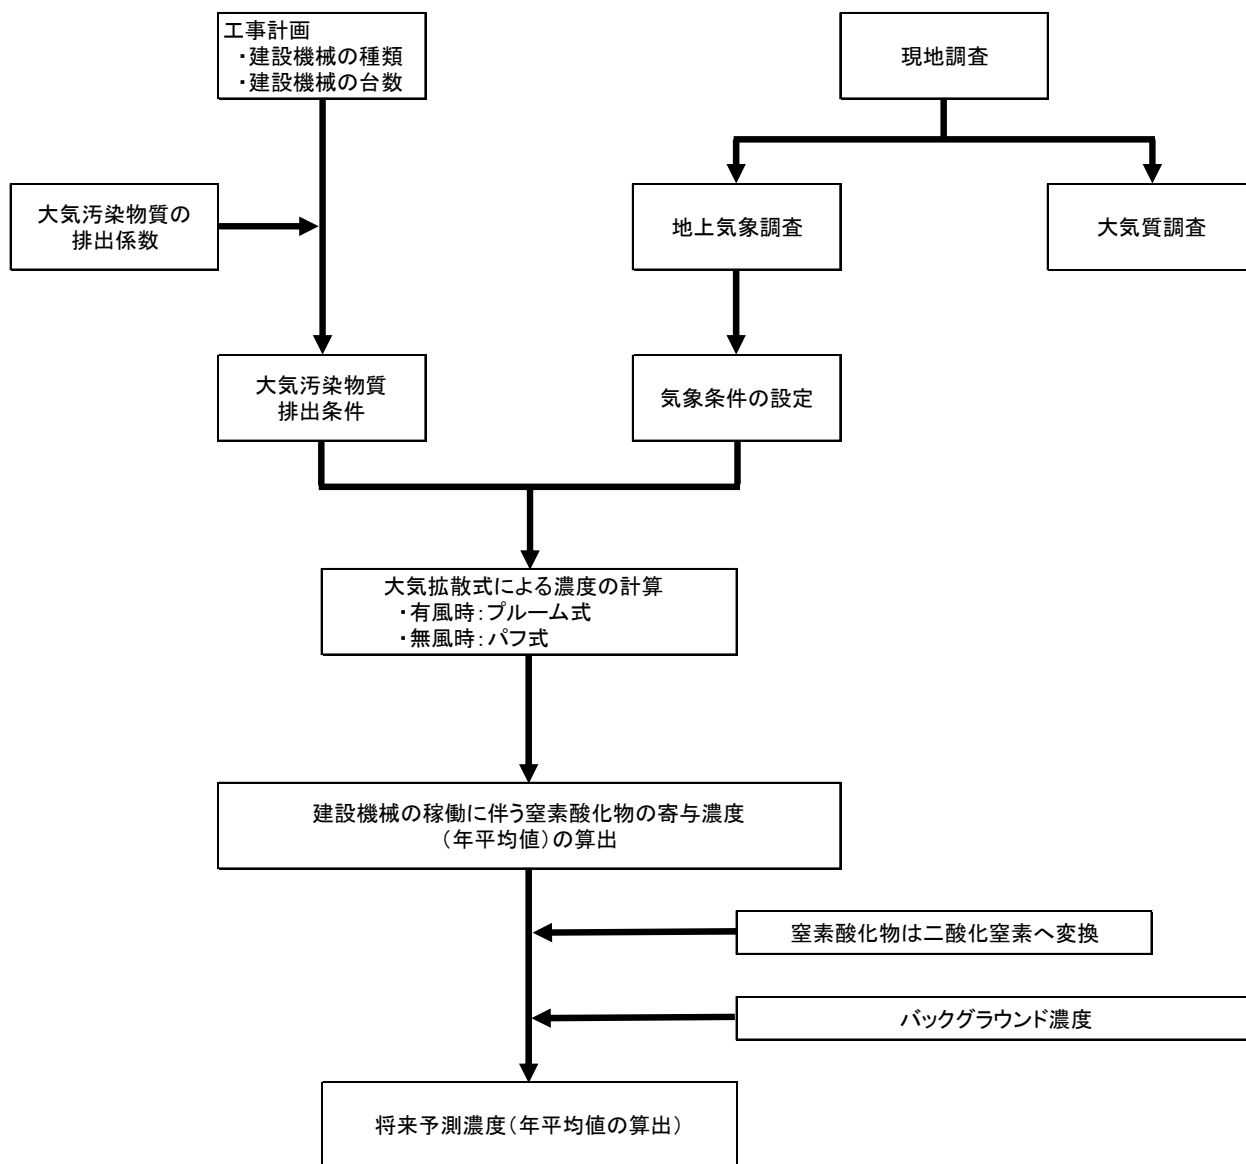 工事計画
・建設機械の種類
・建設機械の台数
現地調査
大気汚染物質の
排出係数
地上気象調査
大気質調査
大気汚染物質
排出条件
気象条件の設定
大気拡散式による濃度の計算
・有風時：プルーム式
・無風時：パフ式
建設機械の稼働に伴う窒素酸化物の寄与濃度
（年平均値）の算出
窒素酸化物は二酸化窒素へ変換
バックグラウンド濃度
将来予測濃度（年平均値の算出）